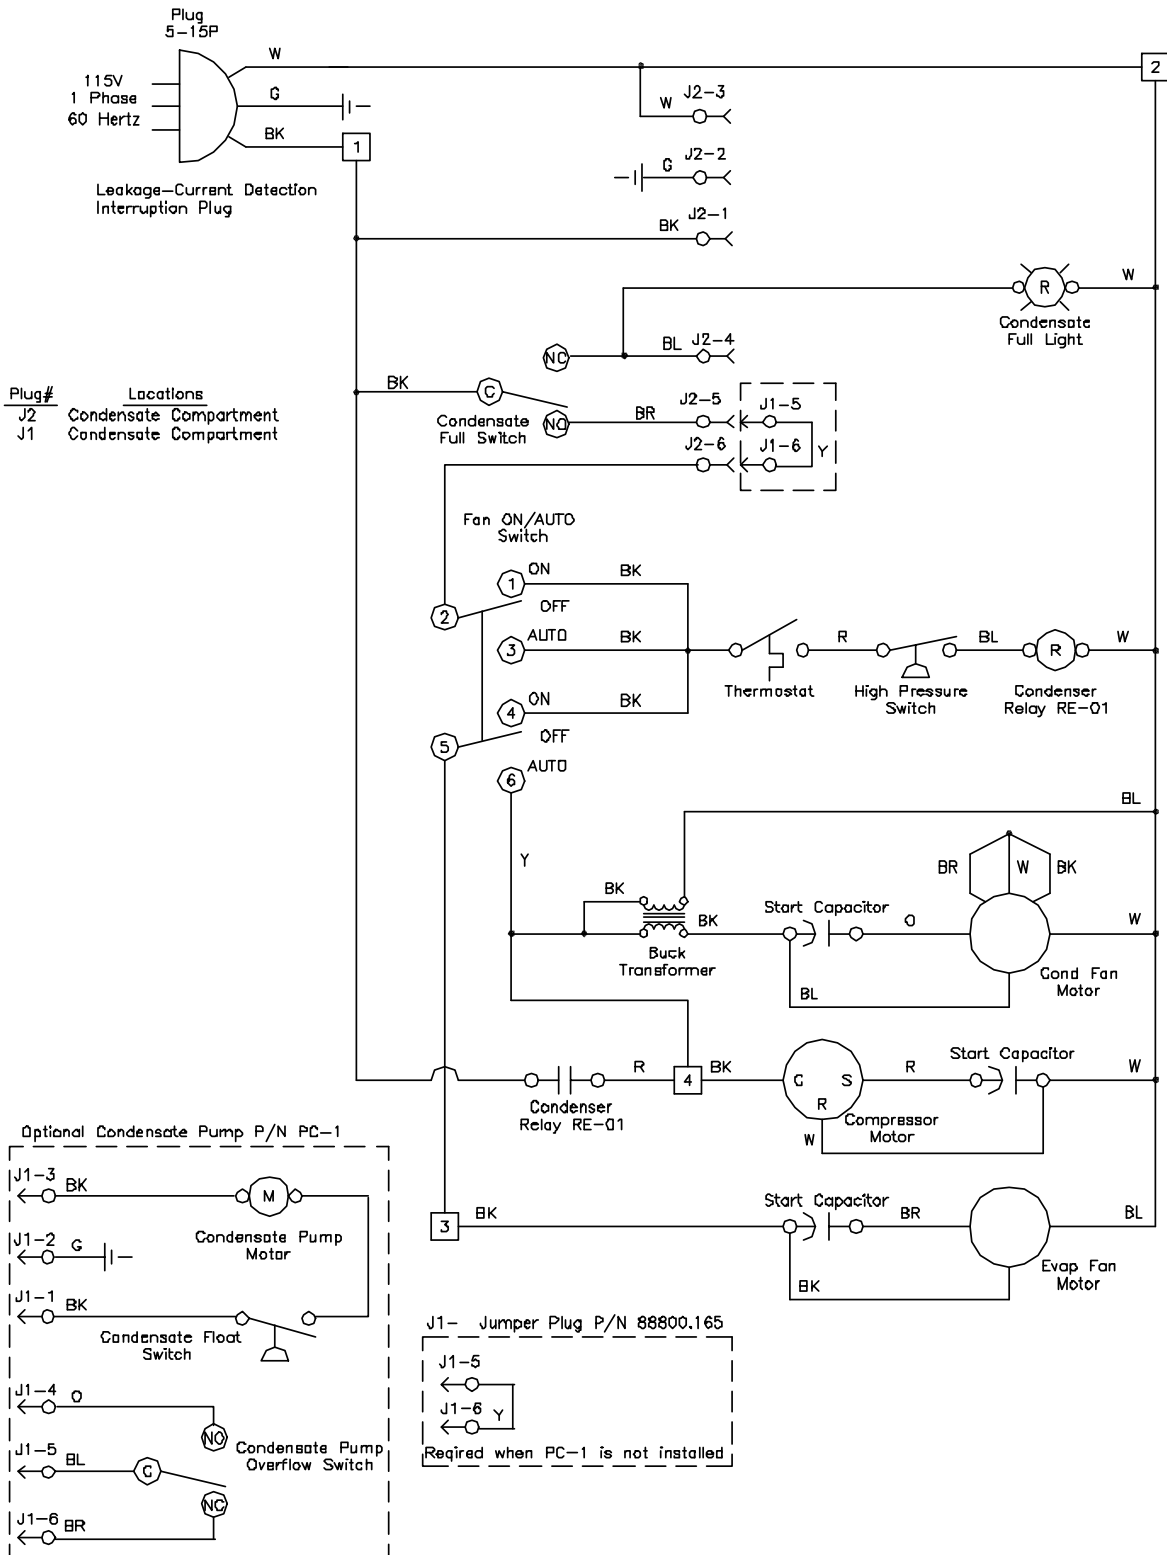 Plug
5-15P
W
115V
1 Phase
60 Hertz
G
BK
1
2
Leakage-Current Detection
Interruption Plug
W J2-3
G J2-2
BK J2-1
R
W
Condensate
Full Light
NC
BL J2-4
Plug# Locations
J2 Condensate Compartment
J1 Condensate Compartment
BK
C
Condensate
Full Switch
NO
BR J2-5 J1-5
J2-6 J1-6 Y
Fan ON/AUTO
Switch
1 ON BK
2 OFF
3 AUTO BK
R
BL
R
W
Thermostat
High Pressure
Switch
Condenser
Relay RE-01
4 ON BK
5 OFF
6 AUTO
BL
Y
BR W BK
BK
Start Capacitor
BK
O
W
Buck
Transformer
Cond Fan
Motor
BL
Start Capacitor
R
4
BK
C S
R
R
W
Condenser
Relay RE-01
Compressor
Motor
W
Optional Condensate Pump P/N PC-1
J1-3 BK
M
Condensate Pump
Motor
J1-2 G
J1-1 BK
Condensate Float
Switch
J1-4 O
NO
Condensate Pump
Overflow Switch
J1-5 BL
C
NC
J1-6 BR
3
BK
Start Capacitor
BR
BL
Evap Fan
Motor
BK
J1- Jumper Plug P/N 88800.165
J1-5
J1-6 Y
Reqired when PC-1 is not installed